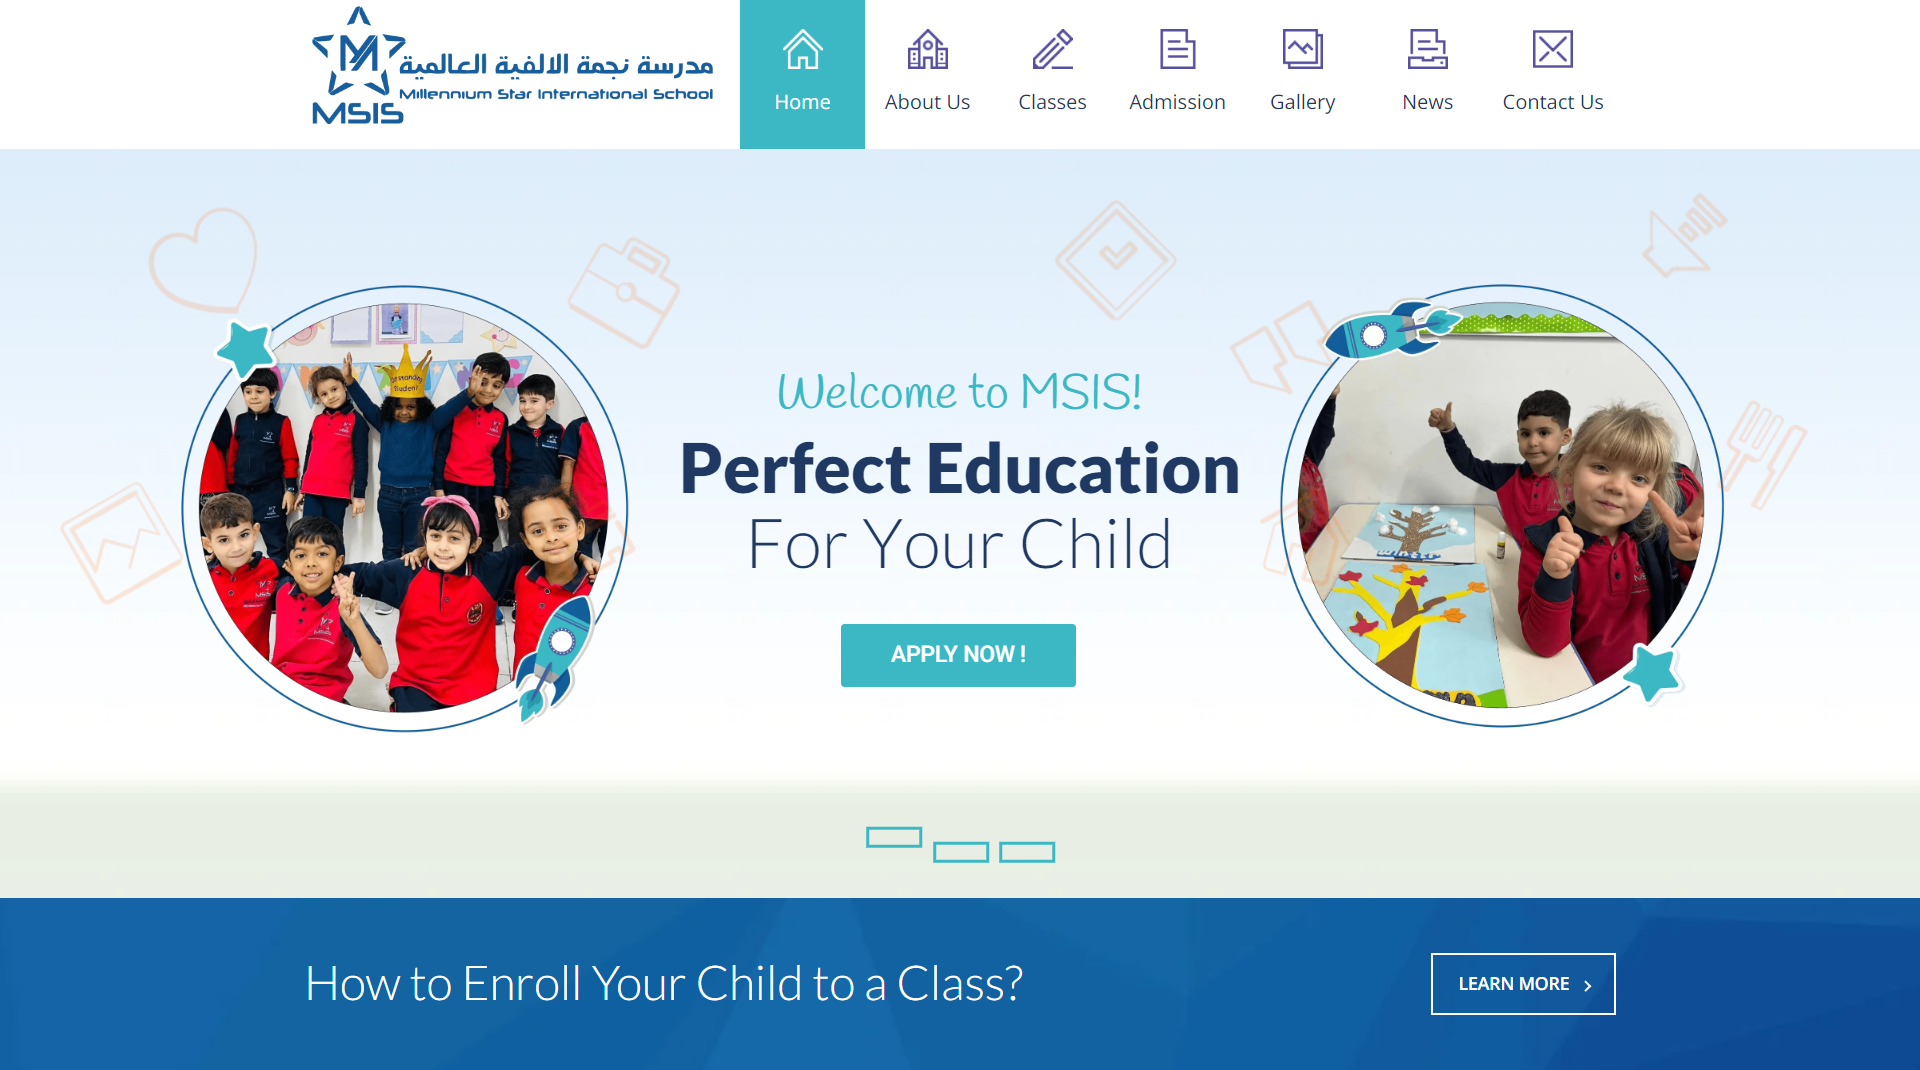 مدرسة نجمة الالفية العالمية
Millennium Star International School
MSIS
Home
About Us
Classes
Admission
Gallery
News
Contact Us
Welcome to MSIS!
Perfect Education
For Your Child
APPLY NOW !
How to Enroll Your Child to a Class?
LEARN MORE